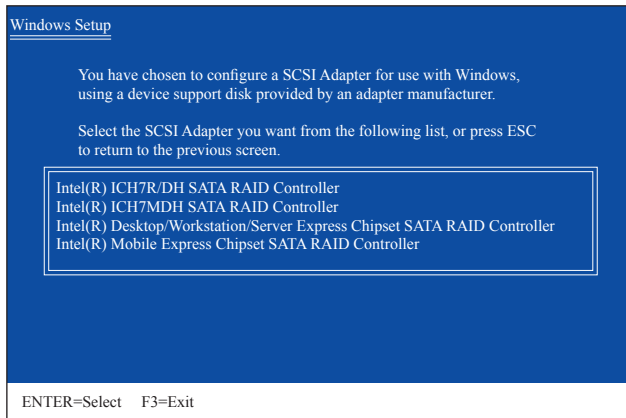 Windows Setup
You have chosen to configure a SCSI Adapter for use with Windows,
using a device support disk provided by an adapter manufacturer.
Select the SCSI Adapter you want from the following list, or press ESC
to return to the previous screen.
Intel(R) ICH7R/DH SATA RAID Controller
Intel(R) ICH7MDH SATA RAID Controller
Intel(R) Desktop/Workstation/Server Express Chipset SATA RAID Controller
Intel(R) Mobile Express Chipset SATA RAID Controller
ENTER=Select F3=Exit